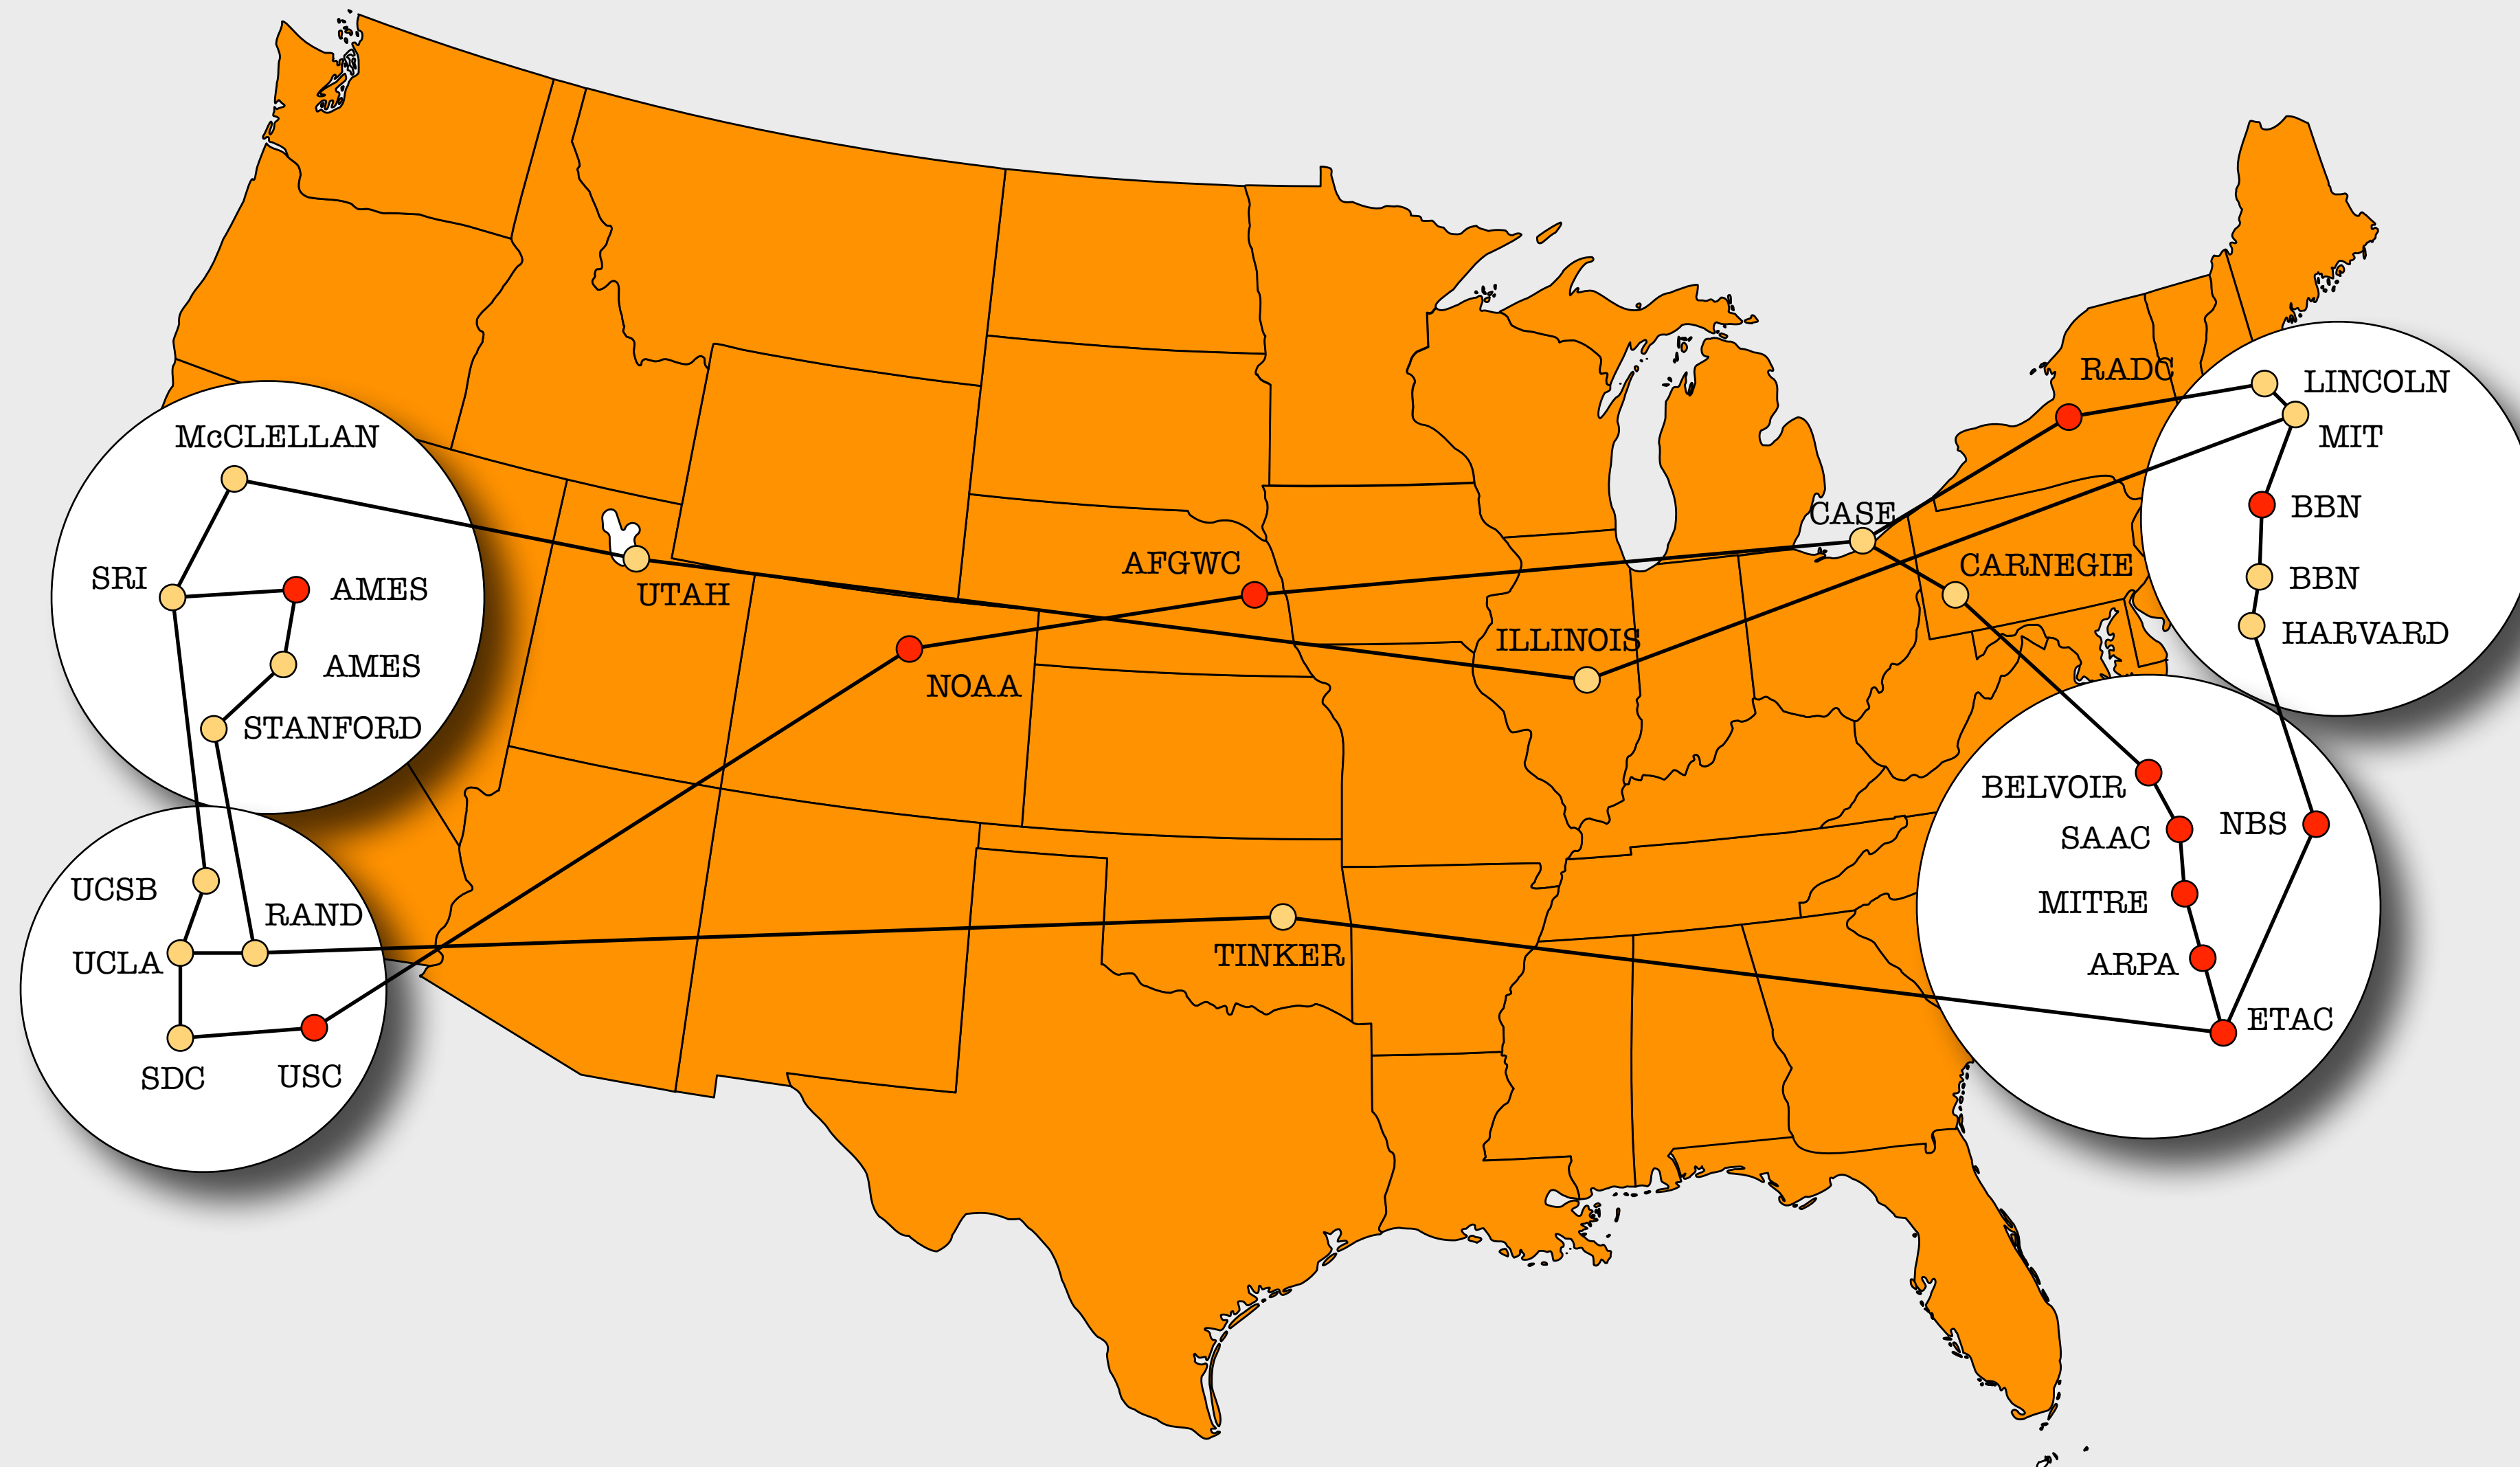 RADC
LINCOLN
MIT
McCLELLAN
BBN
CASE
AFGWC
CARNEGIE
SRI
AMES
UTAH
BBN
HARVARD
ILLINOIS
AMES
NOAA
STANFORD
BELVOIR
NBS
SAAC
UCSB
MITRE
RAND
TINKER
UCLA
ARPA
ETAC
SDC
USC